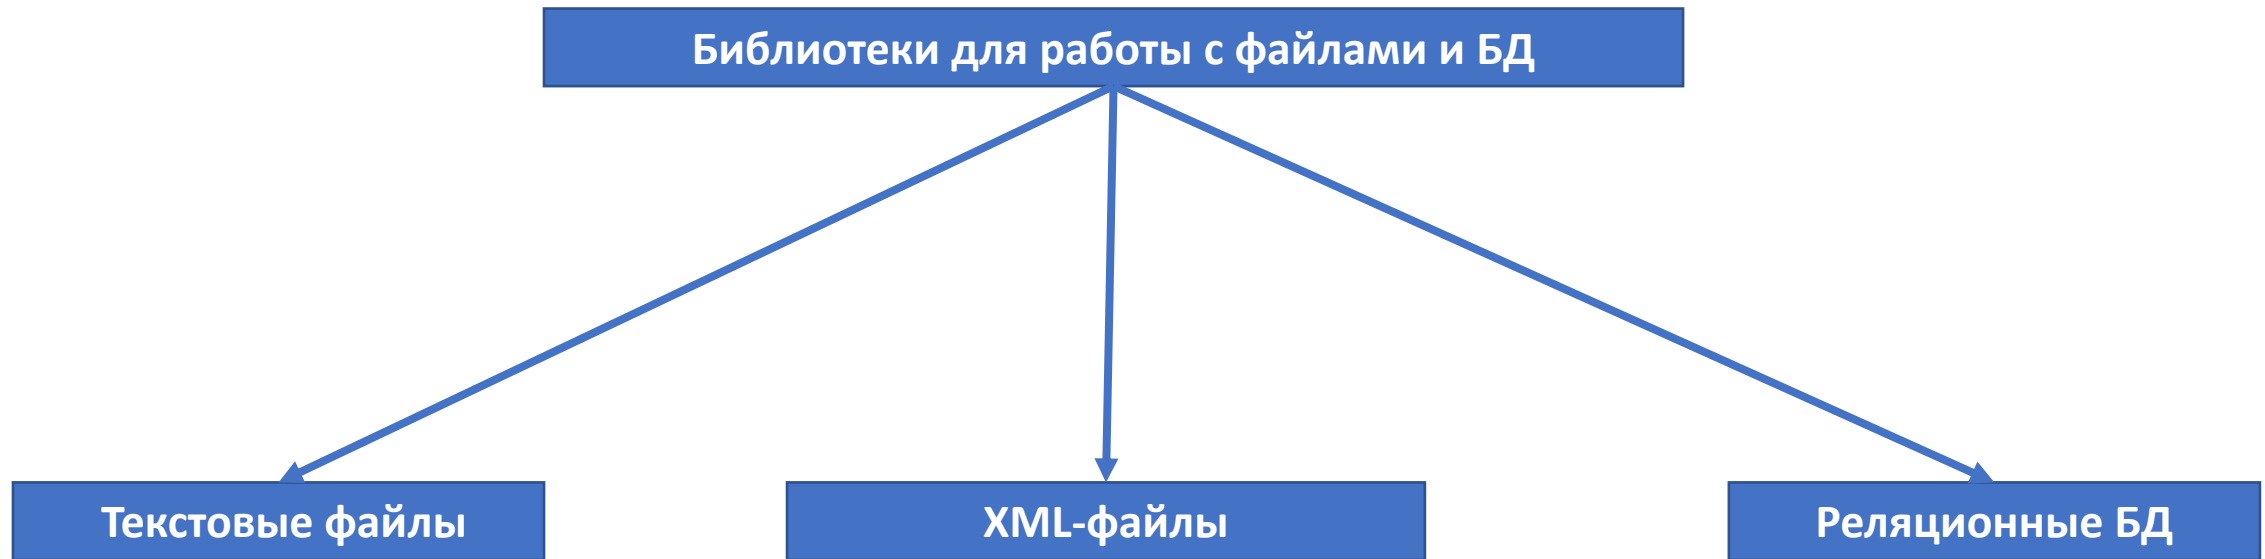 Библиотеки для работы с файлами и БД
Текстовые файлы
XML-файлы
Реляционные БД